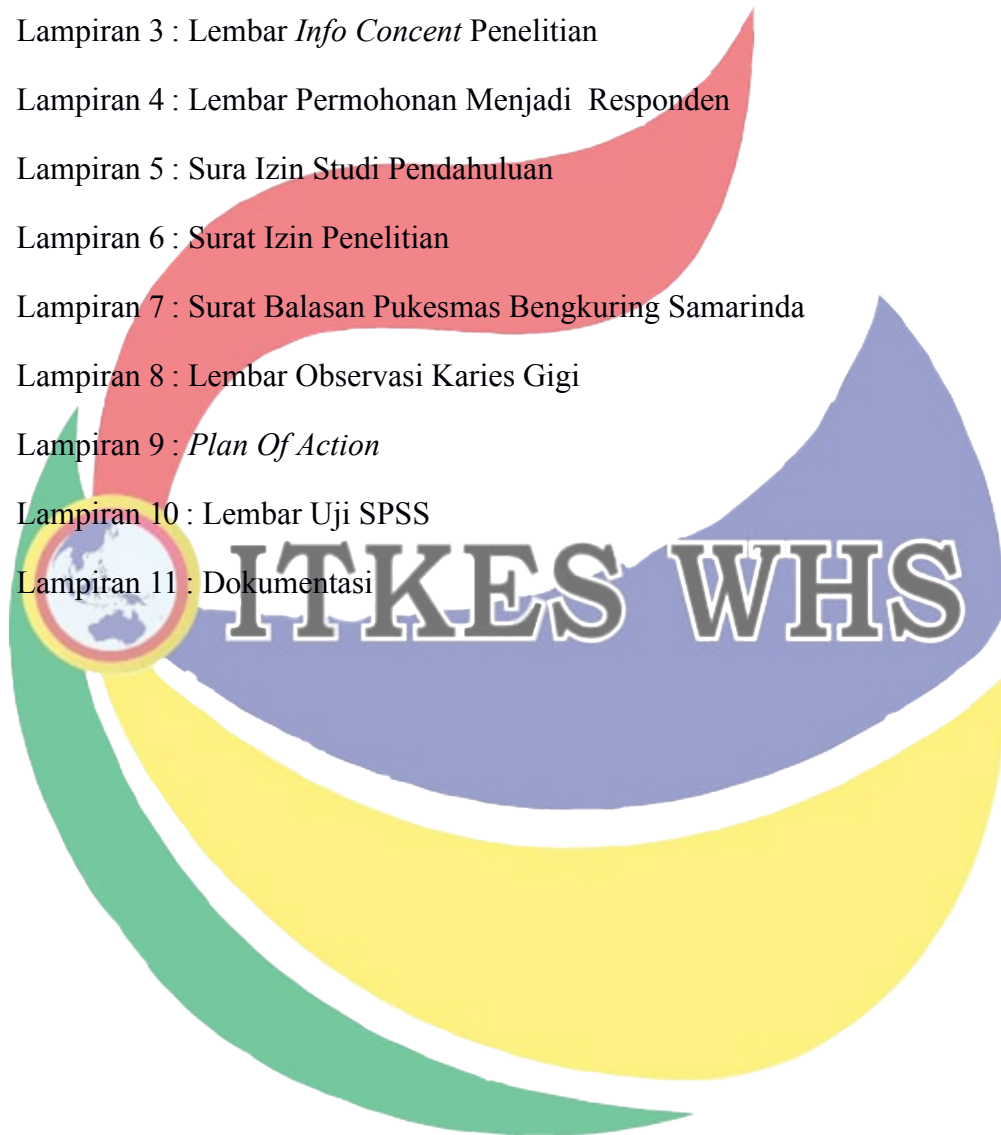 Lampiran 3 : Lembar Info Concent Penelitian
Lampiran 4 : Lembar Permohonan Menjadi  Responden
Lampiran 5 : Sura Izin Studi Pendahuluan
Lampiran 6 : Surat Izin Penelitian
Lampiran 7 : Surat Balasan Pukesmas Bengkuring Samarinda
Lampiran 8 : Lembar Observasi Karies Gigi
Lampiran 9 : Plan Of Action
Lampiran 10 : Lembar Uji SPSS
Lampiran 11 : Dokumentasi
ITKES WHS